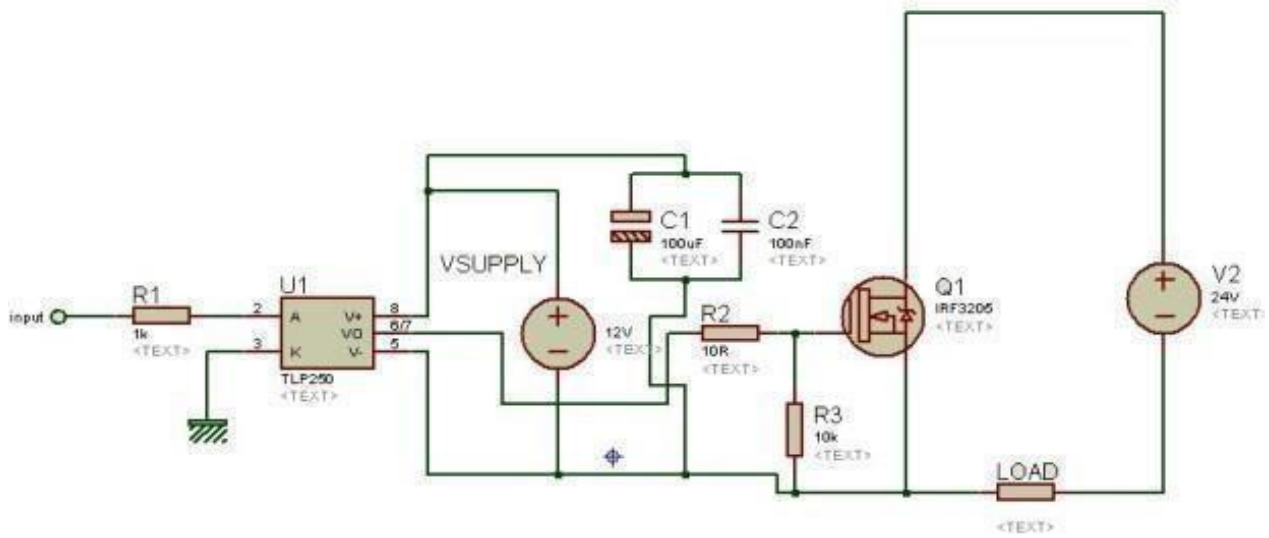 input
R1
1k
<TEXT>
2
3
U1
A
K
V+
VO
V-
8
6/7
5
TLP250
<TEXT>
VSUPPLY
12V
<TEXT>
C1
100uF
<TEXT>
C2
100nF
<TEXT>
R2
10R
<TEXT>
R3
10k
<TEXT>
Q1
IRF3205
<TEXT>
V2
24V
<TEXT>
LOAD
<TEXT>